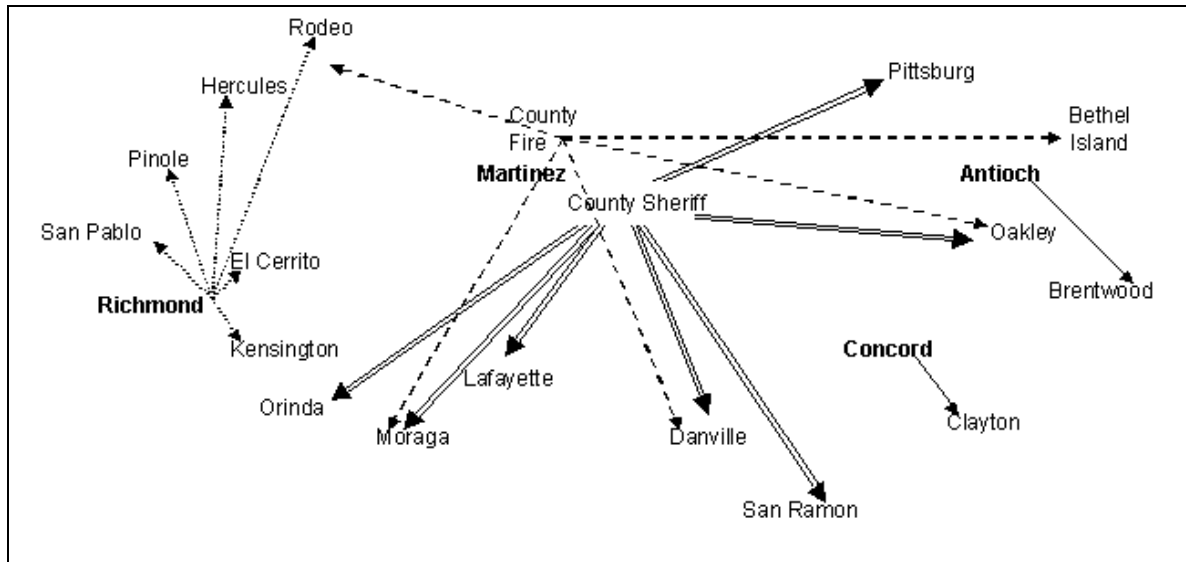 Rodeo
Pittsburg
Hercules
County
Fire
Bethel
Island
Pinole
Martinez
Antioch
County Sheriff
San Pablo
Oakley
El Cerrito
Richmond
Brentwood
Kensington
Concord
Lafayette
Orinda
Clayton
Moraga
Danville
San Ramon